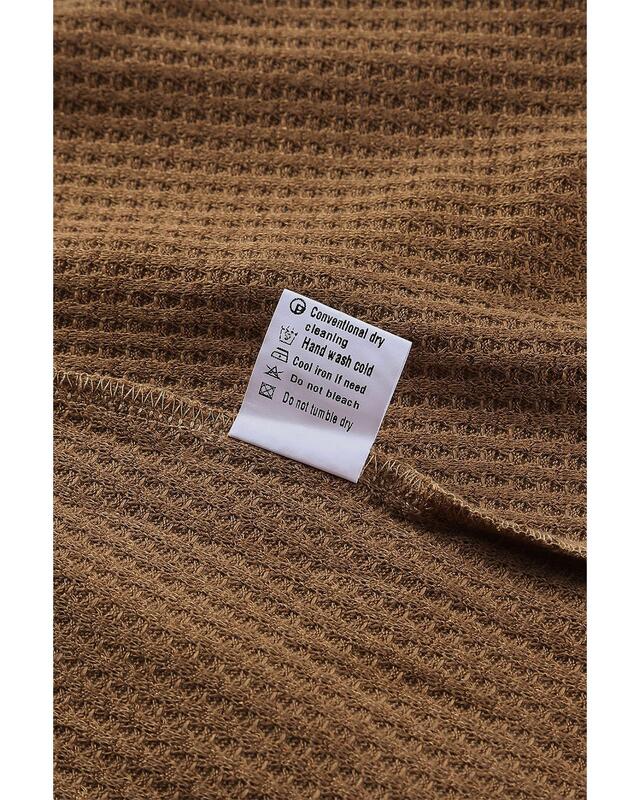 Ⓟ Conventional dry
cleaning
Hand wash cold
Cool iron if need
Do not bleach
Do not tumble dry